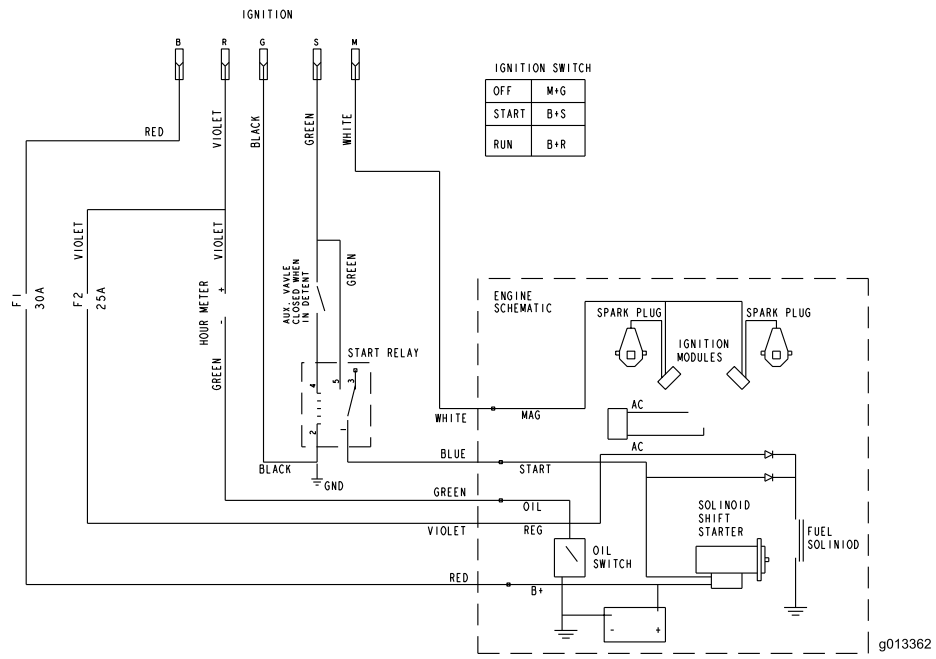 IGNITION
B
R
G
S
M
IGNITION SWITCH
OFF M+G
START B+S
RUN B+R
RED
VIOLET
BLACK
GREEN
WHITE
VIOLET
VIOLET
GREEN
F1
30A
F2
25A
HOUR METER
+
-
AUX. VAVLE
CLOSED WHEN
IN DETENT
START RELAY
4
5
3
2
1
GREEN
BLACK
GND
ENGINE
SCHEMATIC
SPARK PLUG
SPARK PLUG
IGNITION
MODULES
WHITE
MAG
AC
AC
BLUE
START
GREEN
OIL
VIOLET
REG
SOLINOID
SHIFT
STARTER
FUEL
SOLINIOD
OIL
SWITCH
RED
B+
-
+
g013362